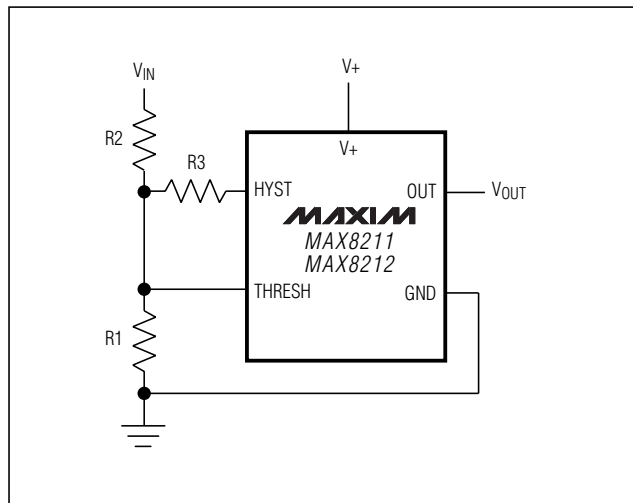 VIN
V+
R2
R3
V+
HYST
OUT
VOUT
MAXIM
MAX8211
MAX8212
THRESH
GND
R1